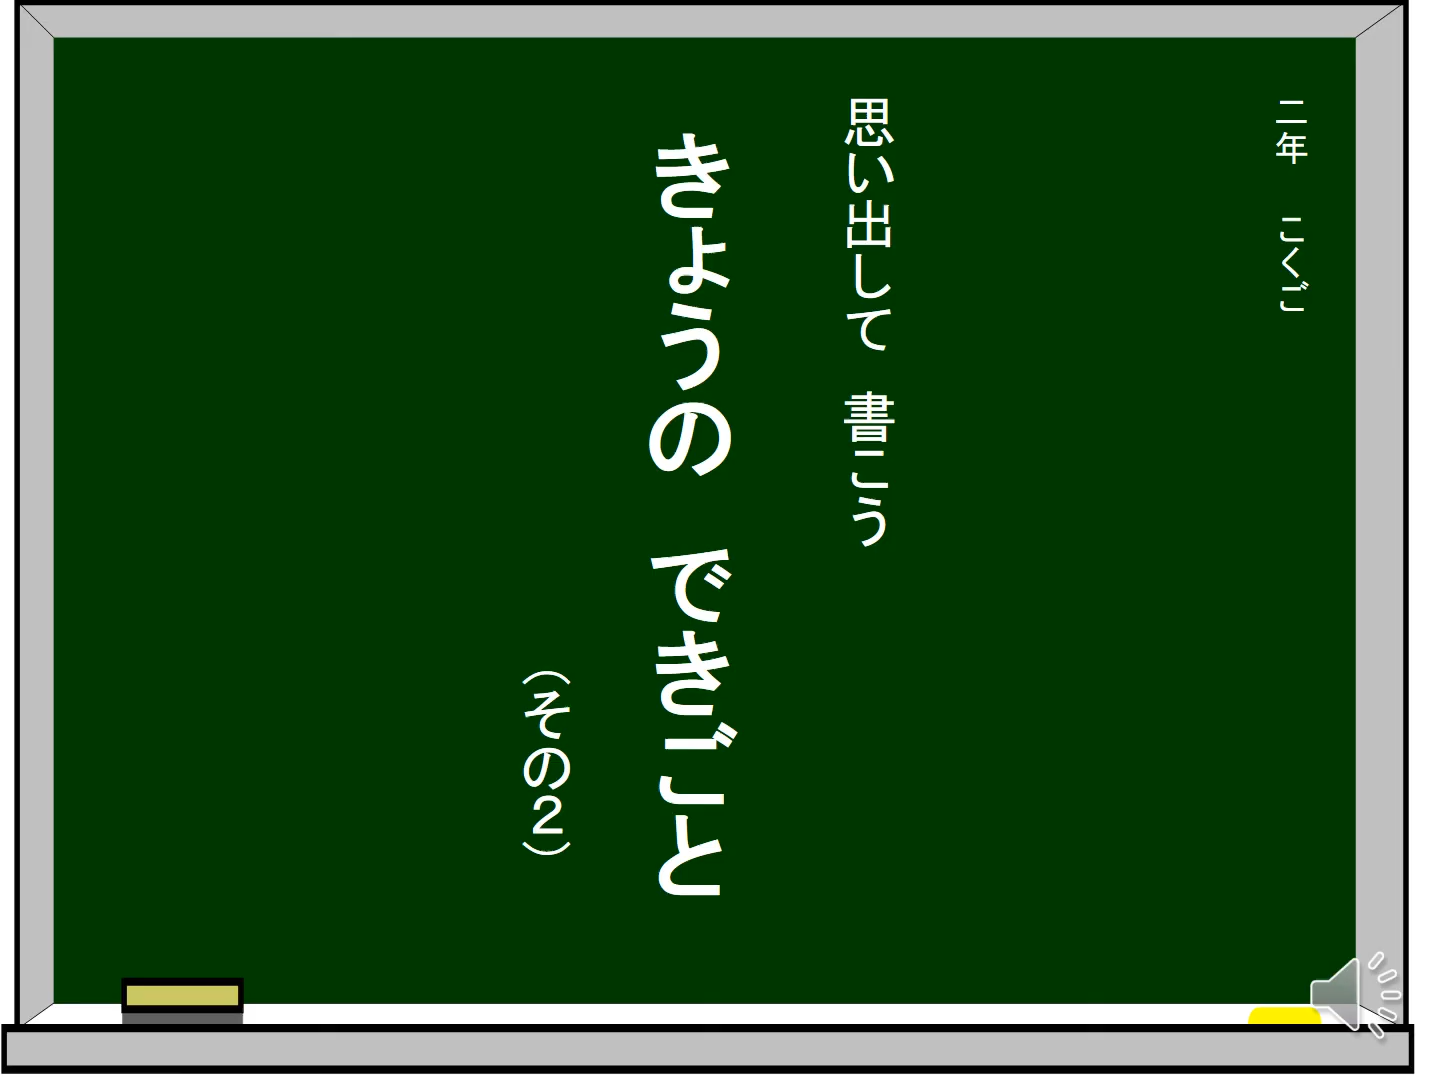 二年　こくご
思い出して　書こう
きょうの　できごと
（その２）